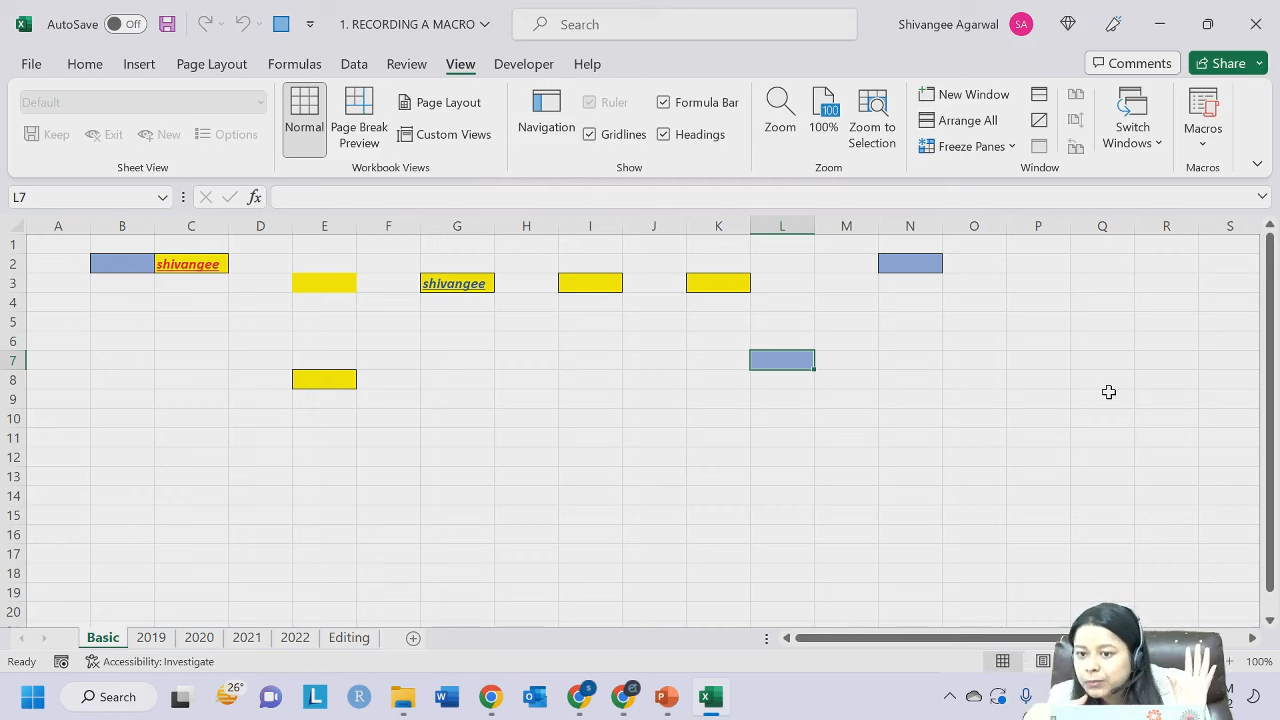 AutoSave Off 1. RECORDING A MACRO Search Shivangee Agarwal SA
File Home Insert Page Layout Formulas Data Review View Developer Help Comments Share
Default
Keep Exit New Options
Sheet View
Normal
Page Break
Preview
Page Layout
Custom Views
Workbook Views
Navigation
Ruler
Gridlines
Formula Bar
Headings
Show
Zoom
100
100%
Zoom to
Selection
Zoom
New Window
Arrange All
Freeze Panes
Switch
Windows
Window
Macros
Macros
L7 fx
A B C D E F G H I J K L M N O P Q R S
1
2 shivangee
3 shivangee
4
5
6
7
8
9
10
11
12
13
14
15
16
17
18
19
20
Basic 2019 2020 2021 2022 Editing
Ready Accessibility: Investigate 100%
26° Search